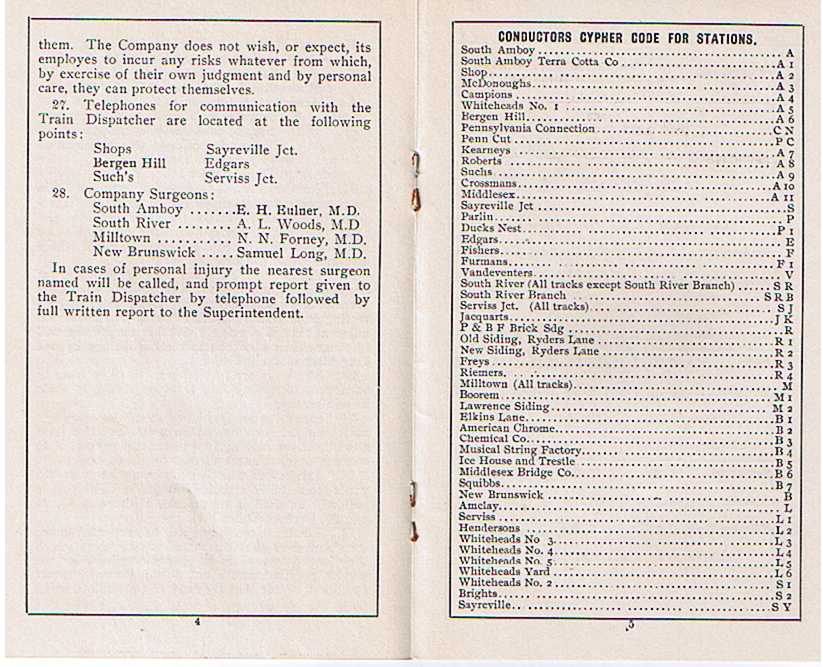 them. The Company does not wish, or expect, its
employes to incur any risks whatever from which,
by exercise of their own judgment and by personal
care, they can protect themselves.
27. Telephones for communication with the
Train Dispatcher are located at the following
points:
Shops Sayreville Jct.
Bergen Hill Edgars
Such's Serviss Jct.
28. Company Surgeons:
South Amboy .......E. H. Eulner, M.D.
South River ........ A. L. Woods, M.D
Milltown ........... N. N. Forney, M.D.
New Brunswick ..... Samuel Long, M.D.
In cases of personal injury the nearest surgeon
named will be called, and prompt report given to
the Train Dispatcher by telephone followed by
full written report to the Superintendent.
4
CONDUCTORS CYPHER CODE FOR STATIONS.
South Amboy ........ A
South Amboy Terra Cotta Co ........ A 1
Shop ........ A 2
McDonoughs ........ A 3
Campions ........ A 4
Whiteheads No. 1 ........ A 5
Bergen Hill ........ A 6
Pennsylvania Connection ........ C N
Penn Cut ........ P C
Kearneys ........ A 7
Roberts ........ A 8
Suchs ........ A 9
Crossmans ........ A 10
Middlesex ........ A 11
Sayreville Jct ........ S
Parlin ........ P
Ducks Nest ........ P 1
Edgars ........ E
Fishers ........ F
Furmans ........ F 1
Vandeventers ........ V
South River (All tracks except South River Branch) ..... S R
South River Branch ........ S R B
Serviss Jct. (All tracks) ........ S J
Jacquarts ........ J K
P & B F Brick Sdg ........ R
Old Siding, Ryders Lane ........ R 1
New Siding, Ryders Lane ........ R 2
Freys ........ R 3
Riemers. ........ R 4
Milltown (All tracks) ........ M
Boorem ........ M 1
Lawrence Siding ........ M 2
Elkins Lane ........ B 1
American Chrome ........ B 2
Chemical Co. ........ B 3
Musical String Factory ........ B 4
Ice House and Trestle ........ B 5
Middlesex Bridge Co. ........ B 6
Squibbs ........ B 7
New Brunswick ........ B
Amclay ........ L
Serviss ........ L 1
Hendersons ........ L 2
Whiteheads No 3. ........ L 3
Whiteheads No. 4 ........ L 4
Whiteheads No. 5 ........ L 5
Whiteheads Yard ........ L 6
Whiteheads No. 2 ........ S 1
Brights ........ S 2
Sayreville ........ S Y
5